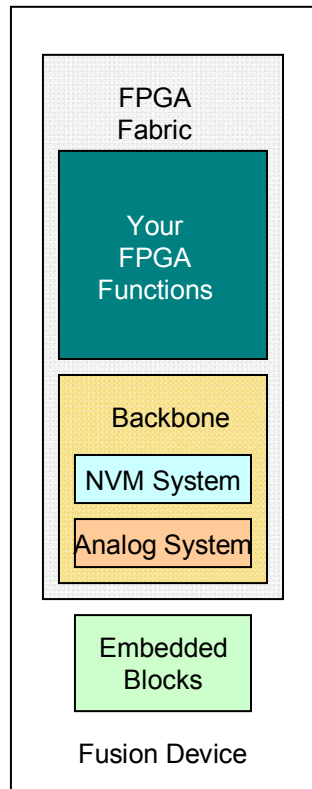 FPGA
Fabric
Your
FPGA
Functions
Backbone
NVM System
Analog System
Embedded
Blocks
Fusion Device